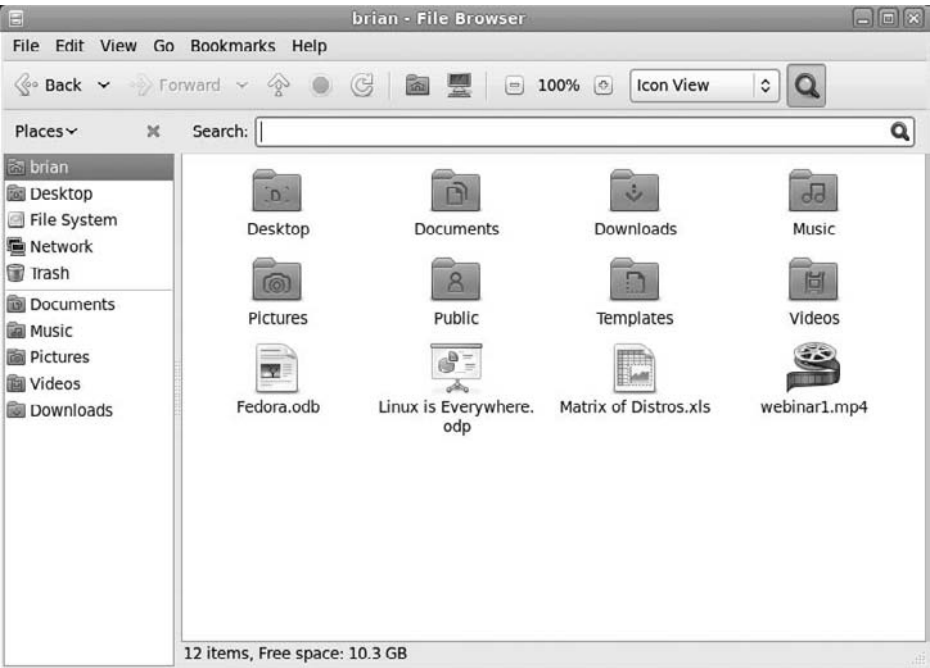 brian - File Browser
File Edit View Go Bookmarks Help
Back Forward 100% Icon View
Places Search:
brian
Desktop
File System
Network
Trash
Documents
Music
Pictures
Videos
Downloads
Desktop Documents Downloads Music
Pictures Public Templates Videos
Fedora.odb Linux is Everywhere. Matrix of Distros.xls webinar1.mp4
odp
12 items, Free space: 10.3 GB